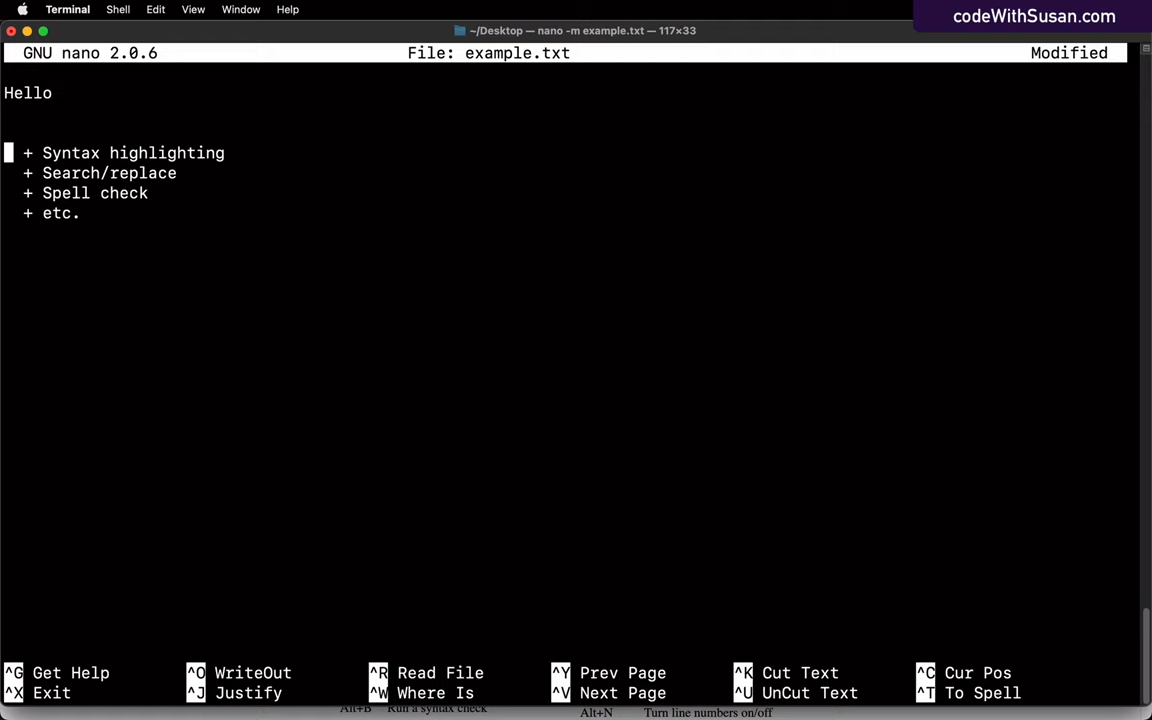 Terminal Shell Edit View Window Help
codeWithSusan.com
~/Desktop — nano -m example.txt — 117×33
GNU nano 2.0.6 File: example.txt Modified
Hello
+ Syntax highlighting
+ Search/replace
+ Spell check
+ etc.
^G Get Help ^O WriteOut ^R Read File ^Y Prev Page ^K Cut Text ^C Cur Pos
^X Exit ^J Justify ^W Where Is ^V Next Page ^U UnCut Text ^T To Spell
Alt+B Run a syntax check Alt+N Turn line numbers on/off